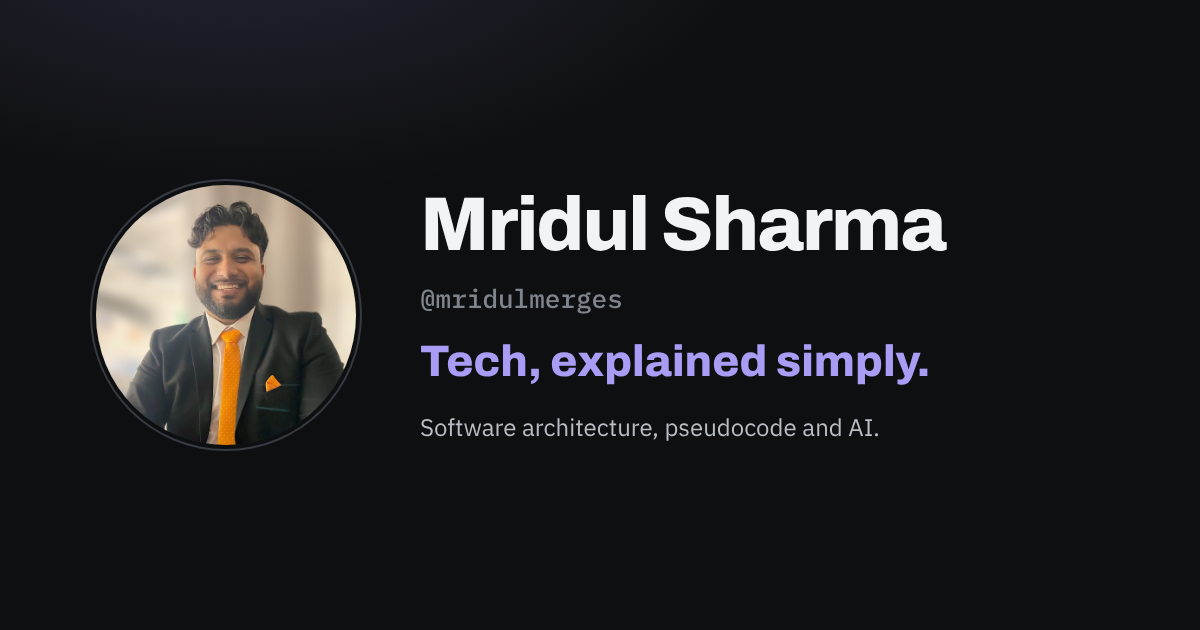 Mridul Sharma
@mridulmerges
Tech, explained simply.
Software architecture, pseudocode and AI.